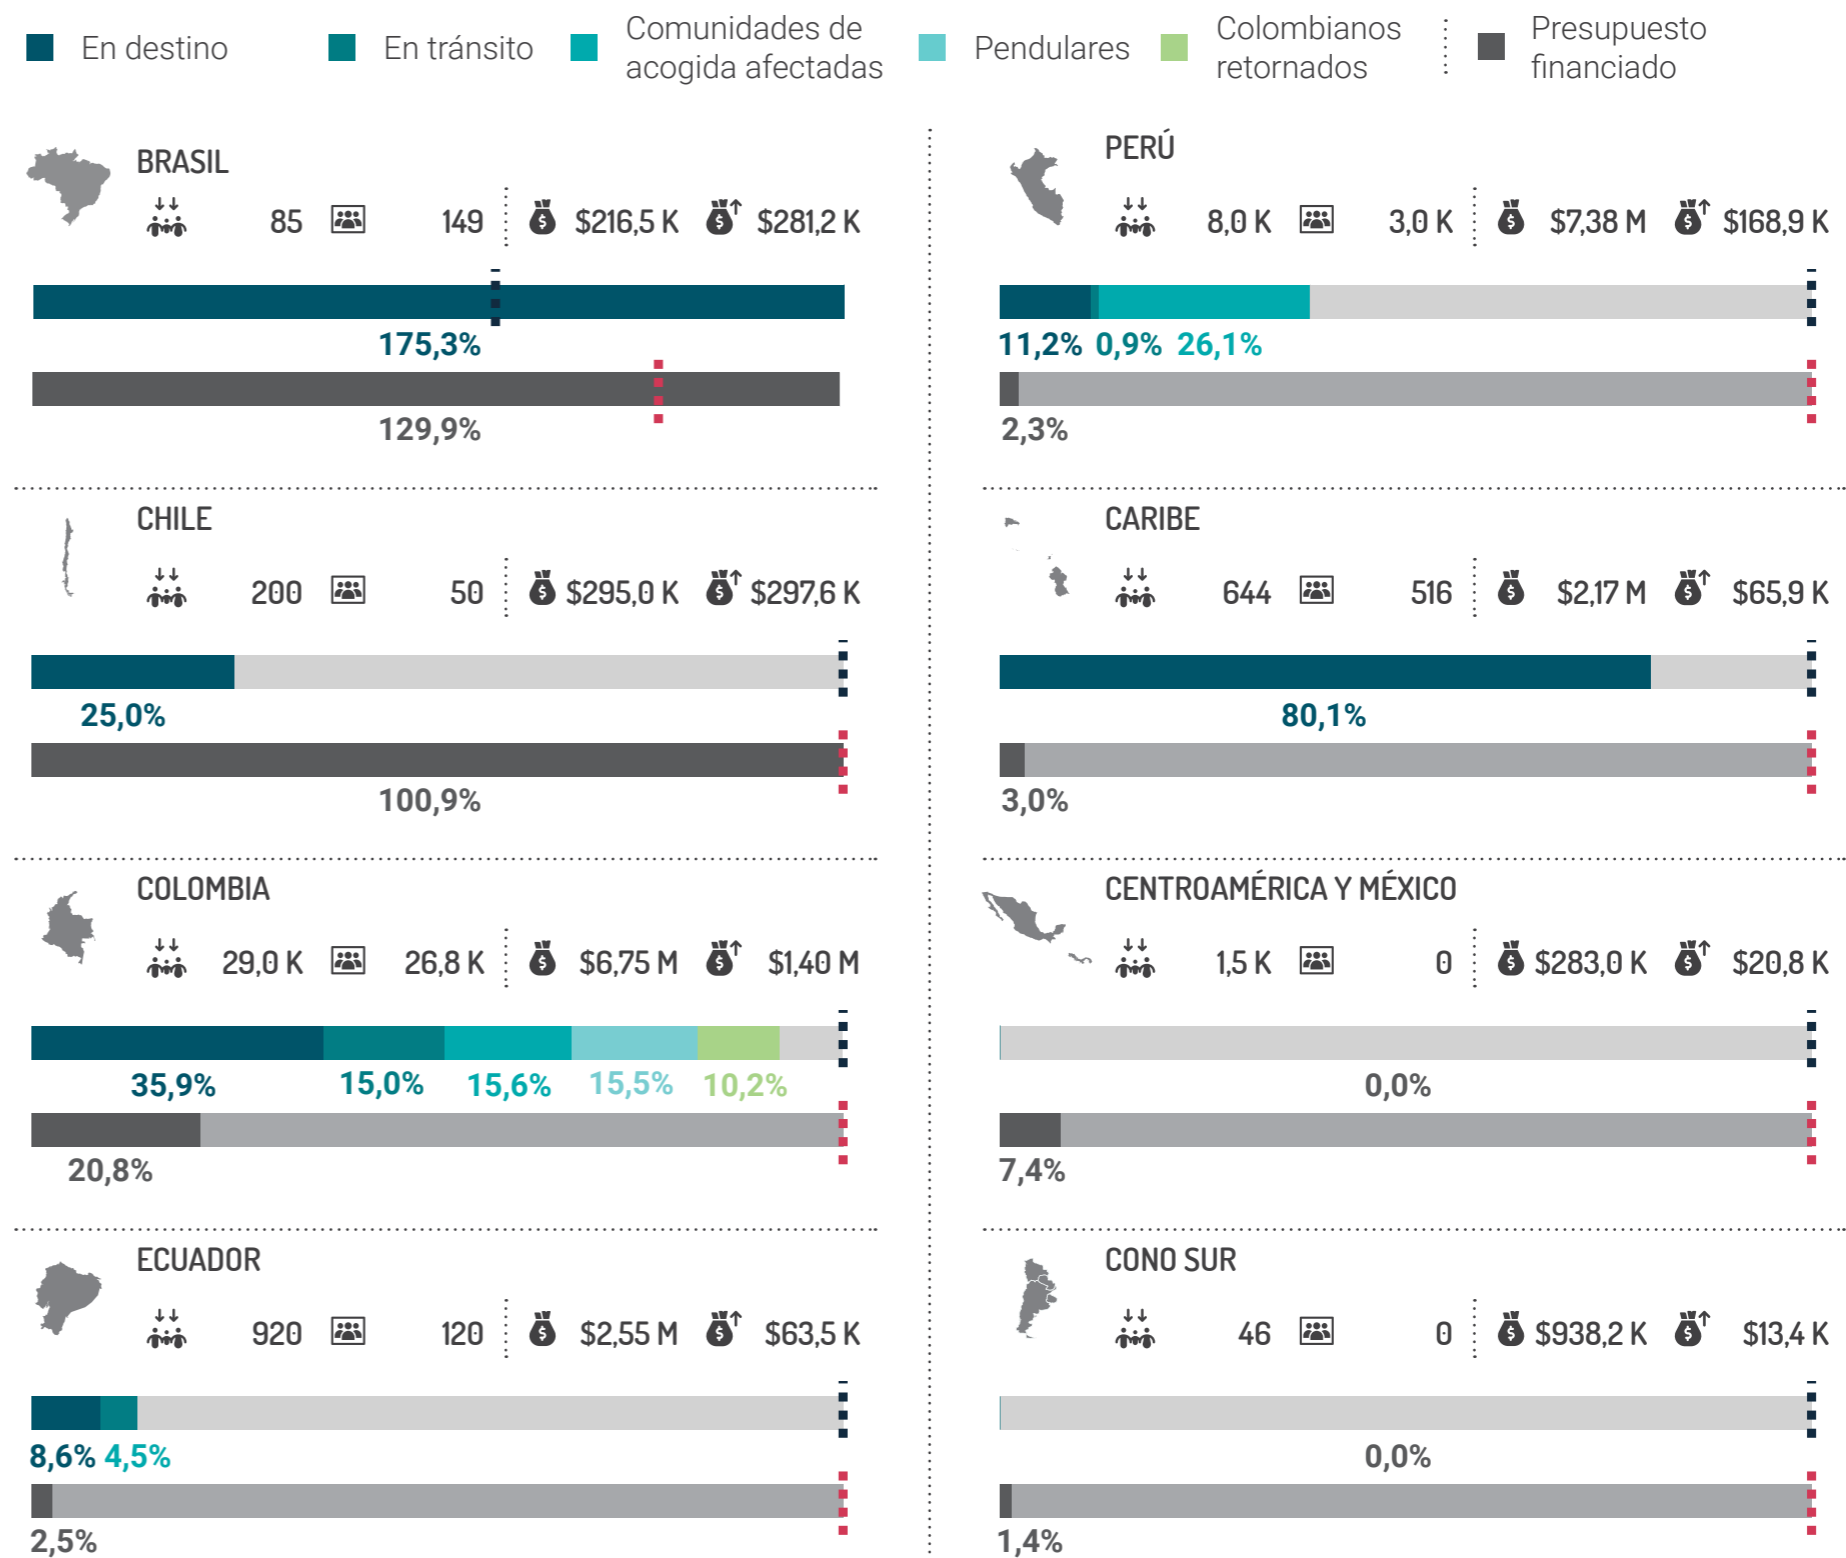 En destino
En tránsito
Comunidades de
acogida afectadas
Pendulares
Colombianos
retornados
Presupuesto
financiado
BRASIL
85 149 $216,5 K $281,2 K
175,3%
129,9%
PERÚ
8,0 K 3,0 K $7,38 M $168,9 K
11,2% 0,9% 26,1%
2,3%
CHILE
200 50 $295,0 K $297,6 K
25,0%
100,9%
CARIBE
644 516 $2,17 M $65,9 K
80,1%
3,0%
COLOMBIA
29,0 K 26,8 K $6,75 M $1,40 M
35,9% 15,0% 15,6% 15,5% 10,2%
20,8%
CENTROAMÉRICA Y MÉXICO
1,5 K 0 $283,0 K $20,8 K
0,0%
7,4%
ECUADOR
920 120 $2,55 M $63,5 K
8,6% 4,5%
2,5%
CONO SUR
46 0 $938,2 K $13,4 K
0,0%
1,4%